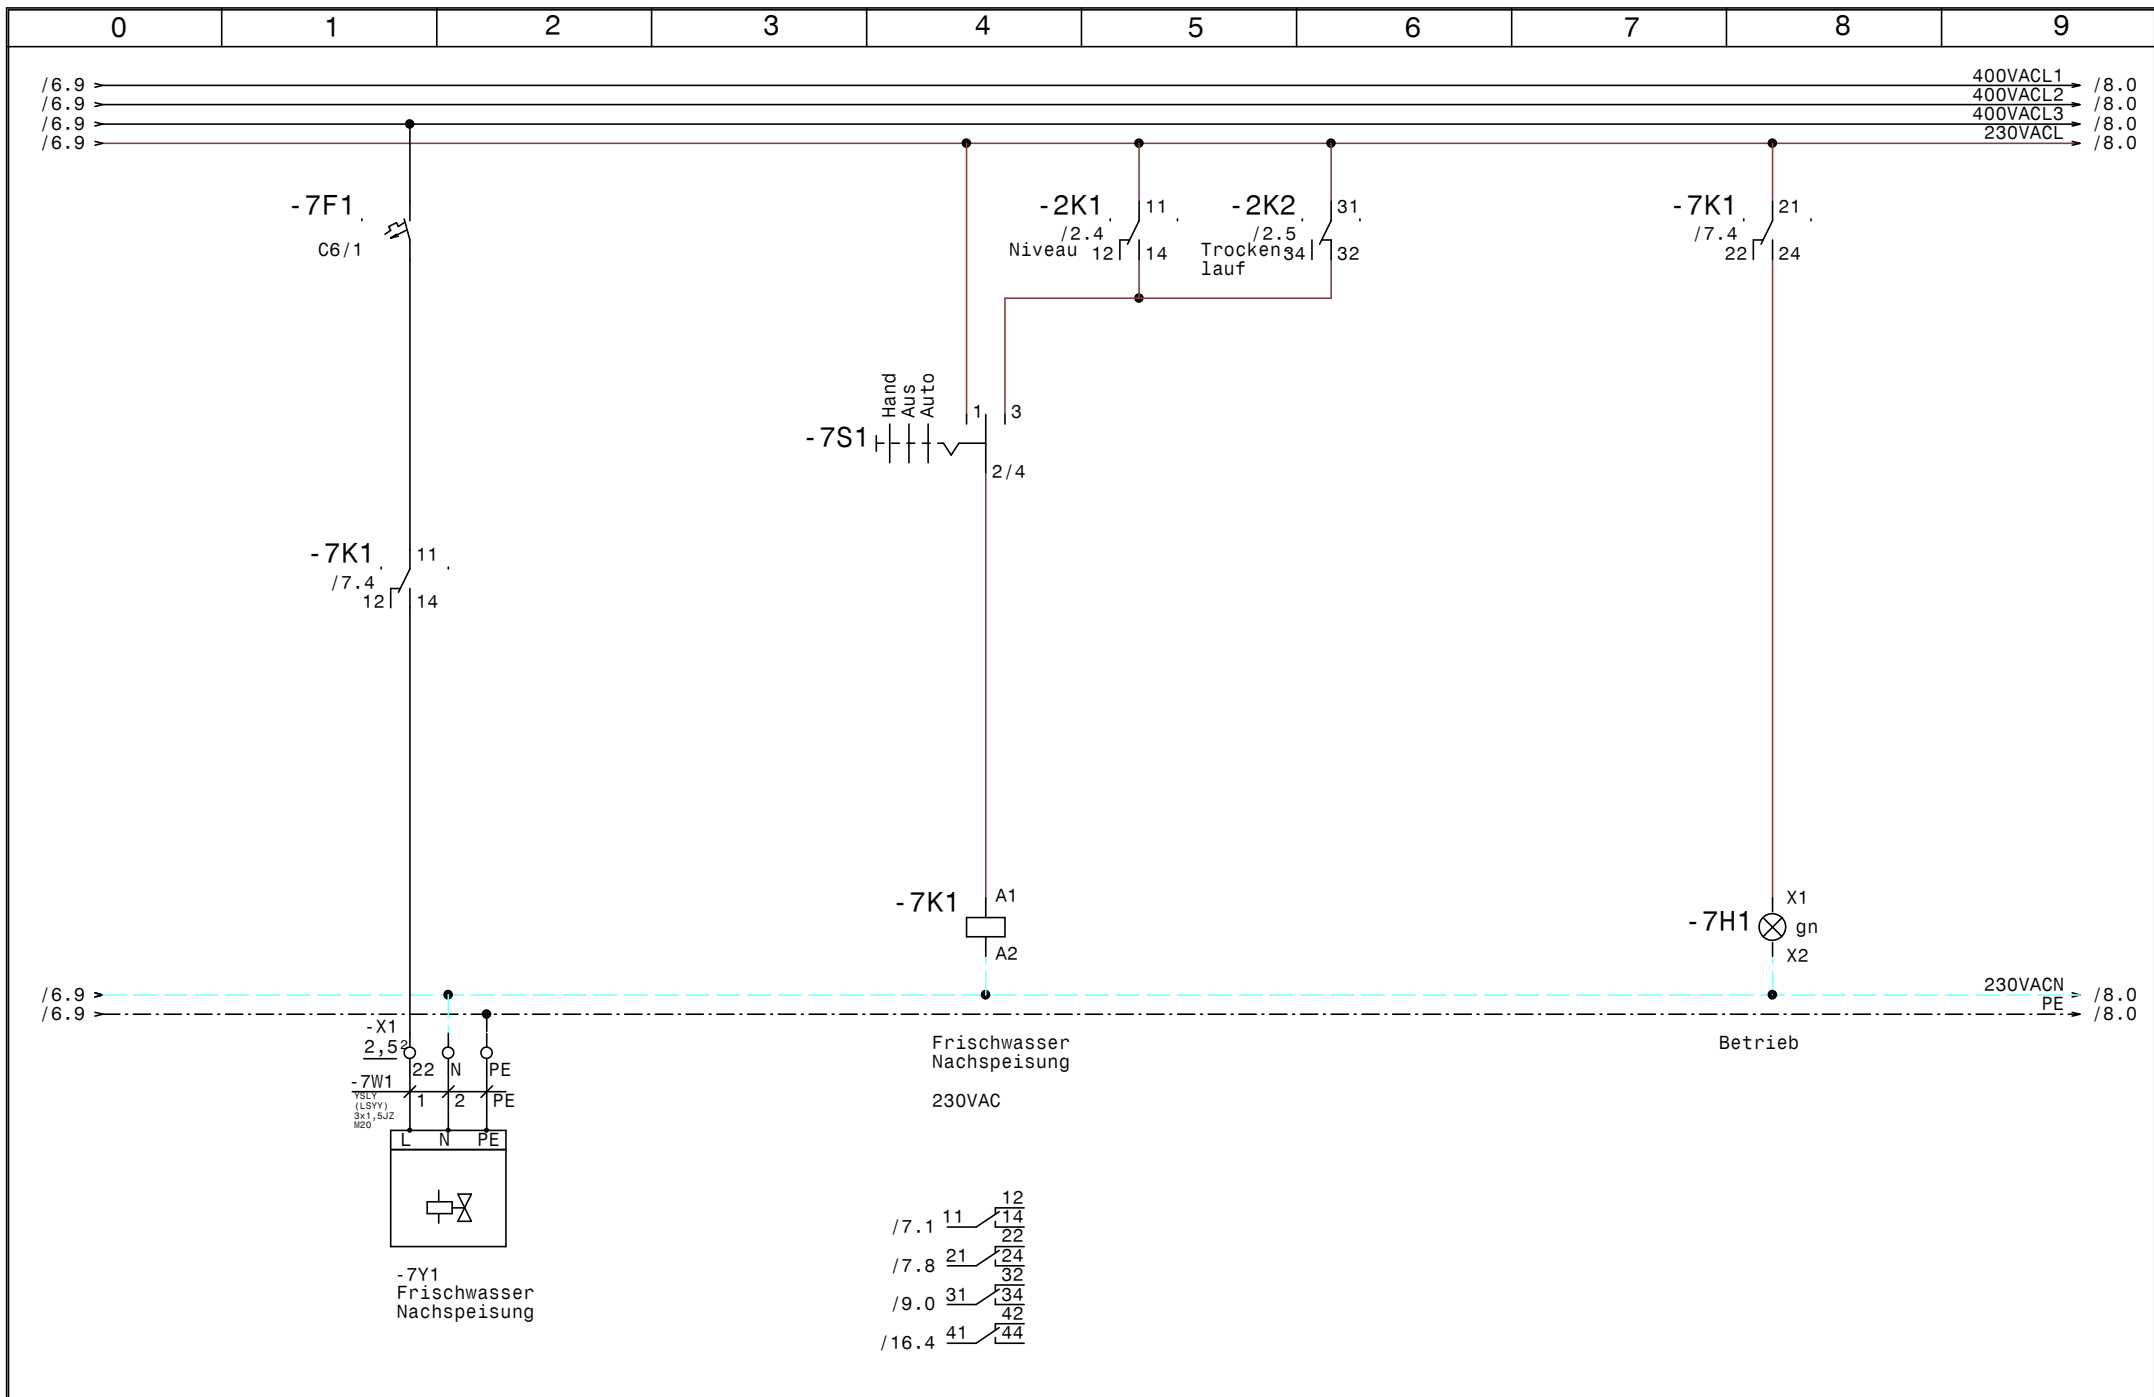 0 1 2 3 4 5 6 7 8 9
/6.9 400VACL1 /8.0
/6.9 400VACL2 /8.0
/6.9 400VACL3 /8.0
/6.9 230VACL /8.0
-7F1
C6/1
-2K1 11
/2.4
Niveau 12 14
-2K2 31
/2.5
Trocken- 34 32
lauf
-7K1 21
/7.4
22 24
Hand
Aus
Auto
-7S1
1 3
2/4
-7K1 11
/7.4
12 14
-7K1 A1
A2
-7H1 X1
gn
X2
/6.9 230VACN /8.0
/6.9 PE /8.0
-X1
2,5²
22 N PE
-7W1
YSLY
(LSYY)
3x1,5JZ
M20
1 2 PE
L N PE
-7Y1
Frischwasser
Nachspeisung
Frischwasser
Nachspeisung
230VAC
Betrieb
12
/7.1 11 14
22
/7.8 21 24
32
/9.0 31 34
42
/16.4 41 44